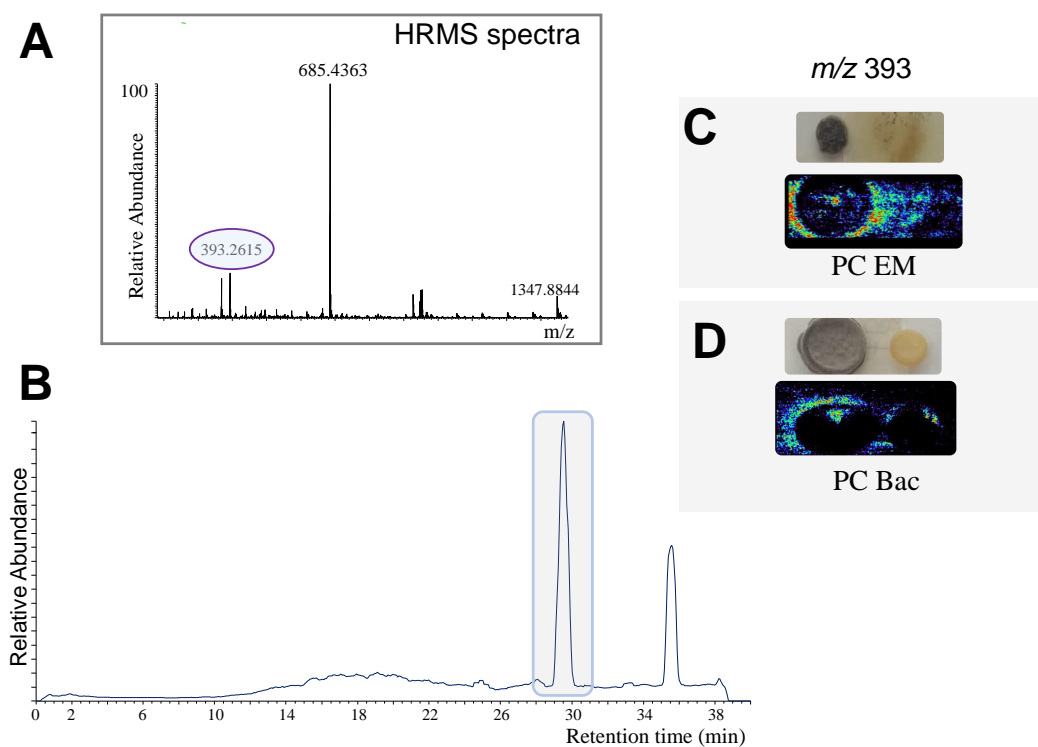 A
HRMS spectra
685.4363
100
Relative Abundance
393.2615
1347.8844
m/z
B
Relative Abundance
0 2 6 10 14 18 22 26 30 34 38
Retention time (min)
m/z 393
C
PC EM
D
PC Bac